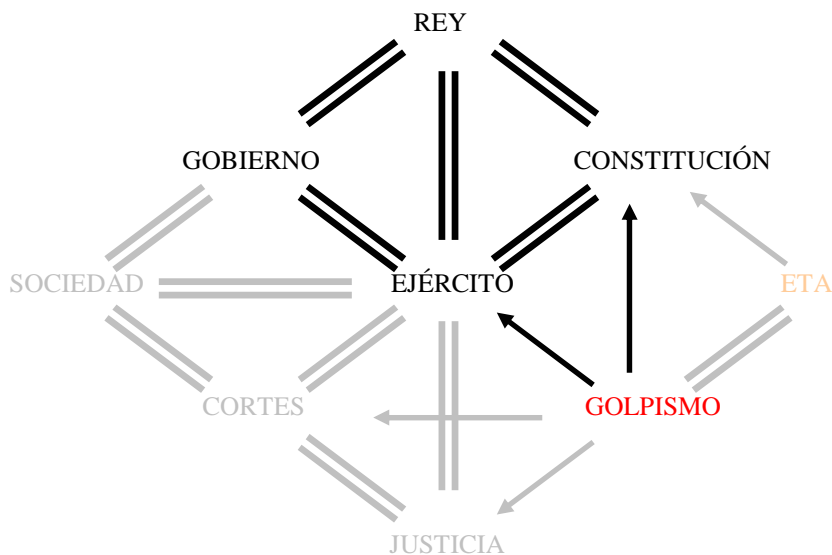 REY
GOBIERNO
CONSTITUCIÓN
SOCIEDAD
EJÉRCITO
ETA
CORTES
GOLPISMO
JUSTICIA